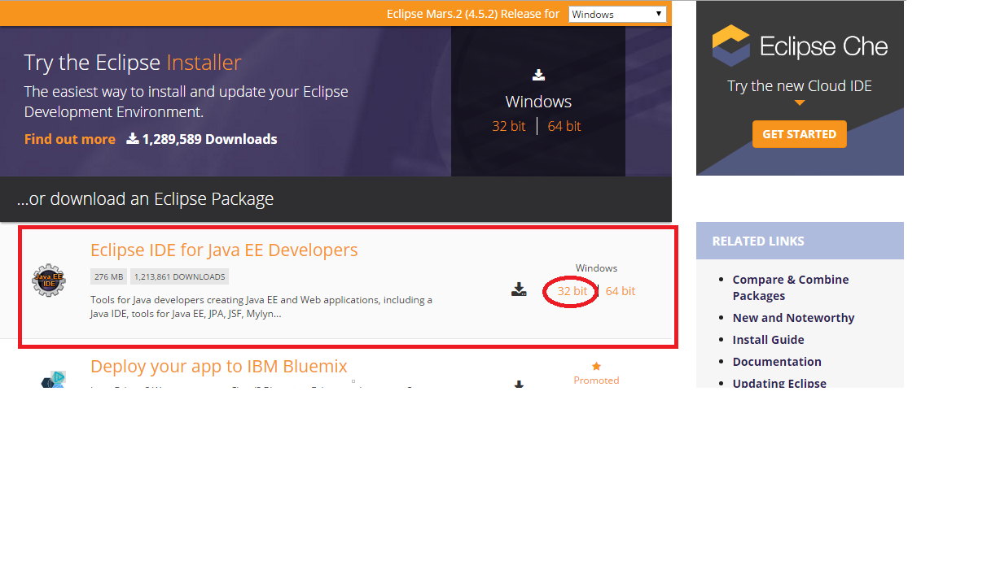 Eclipse Mars.2 (4.5.2) Release for Windows
Try the Eclipse Installer
The easiest way to install and update your Eclipse
Development Environment.
Find out more 1,289,589 Downloads
Windows
32 bit 64 bit
...or download an Eclipse Package
Java EE
IDE
Eclipse IDE for Java EE Developers
276 MB 1,213,861 DOWNLOADS
Tools for Java developers creating Java EE and Web applications, including a
Java IDE, tools for Java EE, JPA, JSF, Mylyn...
Windows
32 bit 64 bit
Deploy your app to IBM Bluemix
Promoted
Eclipse Che
Try the new Cloud IDE
GET STARTED
RELATED LINKS
Compare & Combine
Packages
New and Noteworthy
Install Guide
Documentation
Updating Eclipse